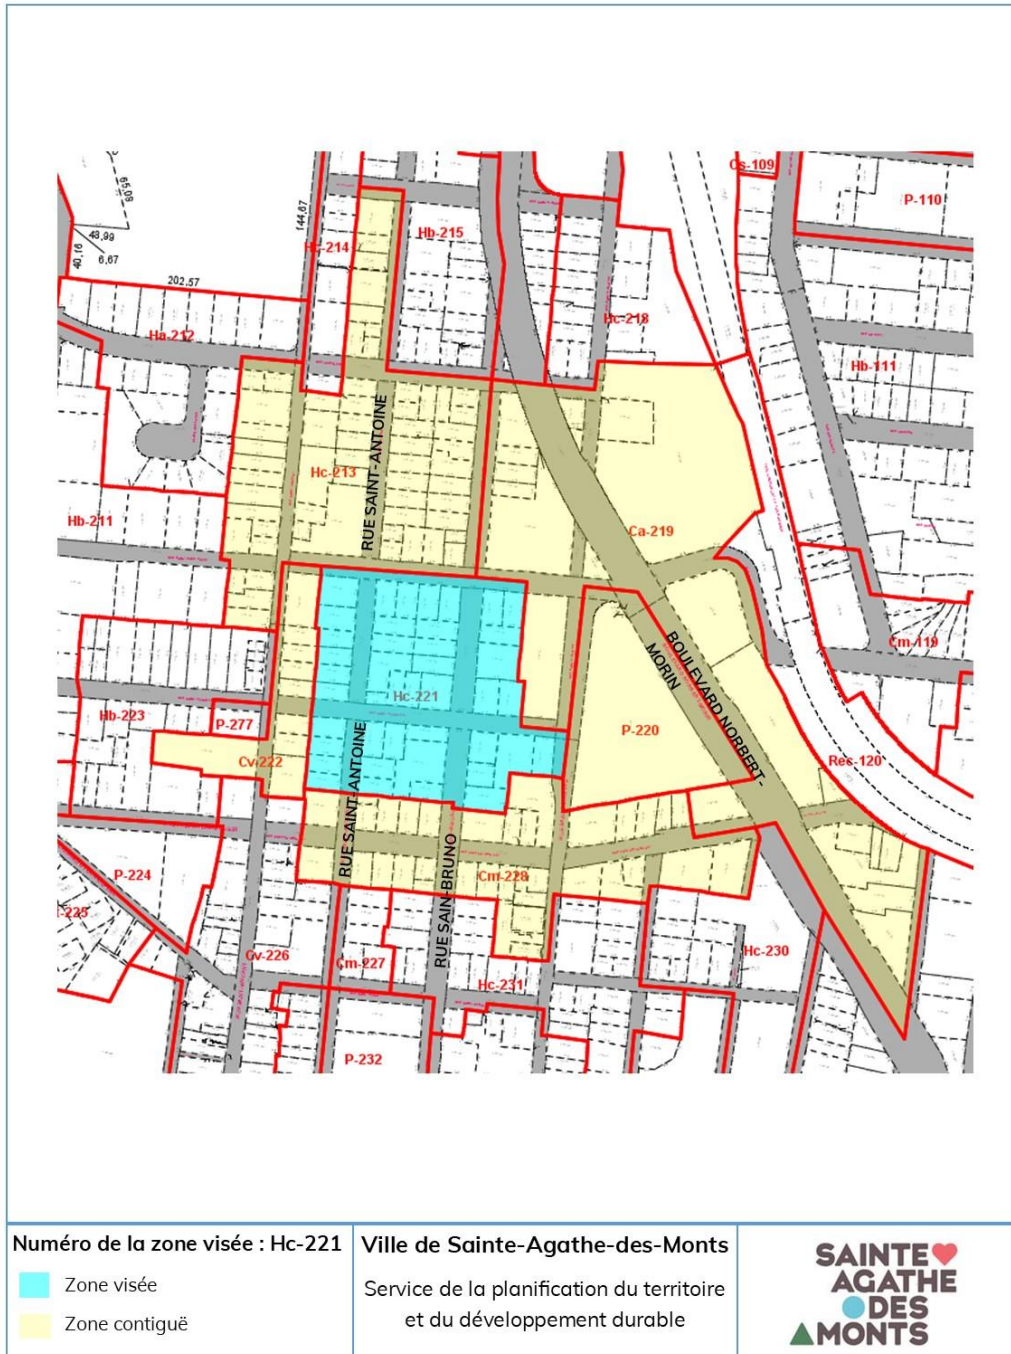 Cs-109
P-110
65,08
144,67
Hb-215
48,99
40,16
6,67
202,57
Hc-218
Ha-212
Hb-111
RUE SAINT-ANTOINE
Hc-213
Hb-211
Ca-219
Cm-119
BOULEVARD NORBERT-
MORIN
Hc-221
Hb-223
P-277
P-220
Cv-222
Rec-120
RUE SAINT-ANTOINE
RUE SAIN-BRUNO
P-224
Cm-228
Cv-226
Cm-227
Hc-230
Hc-231
P-232
Numéro de la zone visée : Hc-221
Zone visée
Zone contiguë
Ville de Sainte-Agathe-des-Monts
Service de la planification du territoire
et du développement durable
SAINTE
AGATHE
DES
MONTS